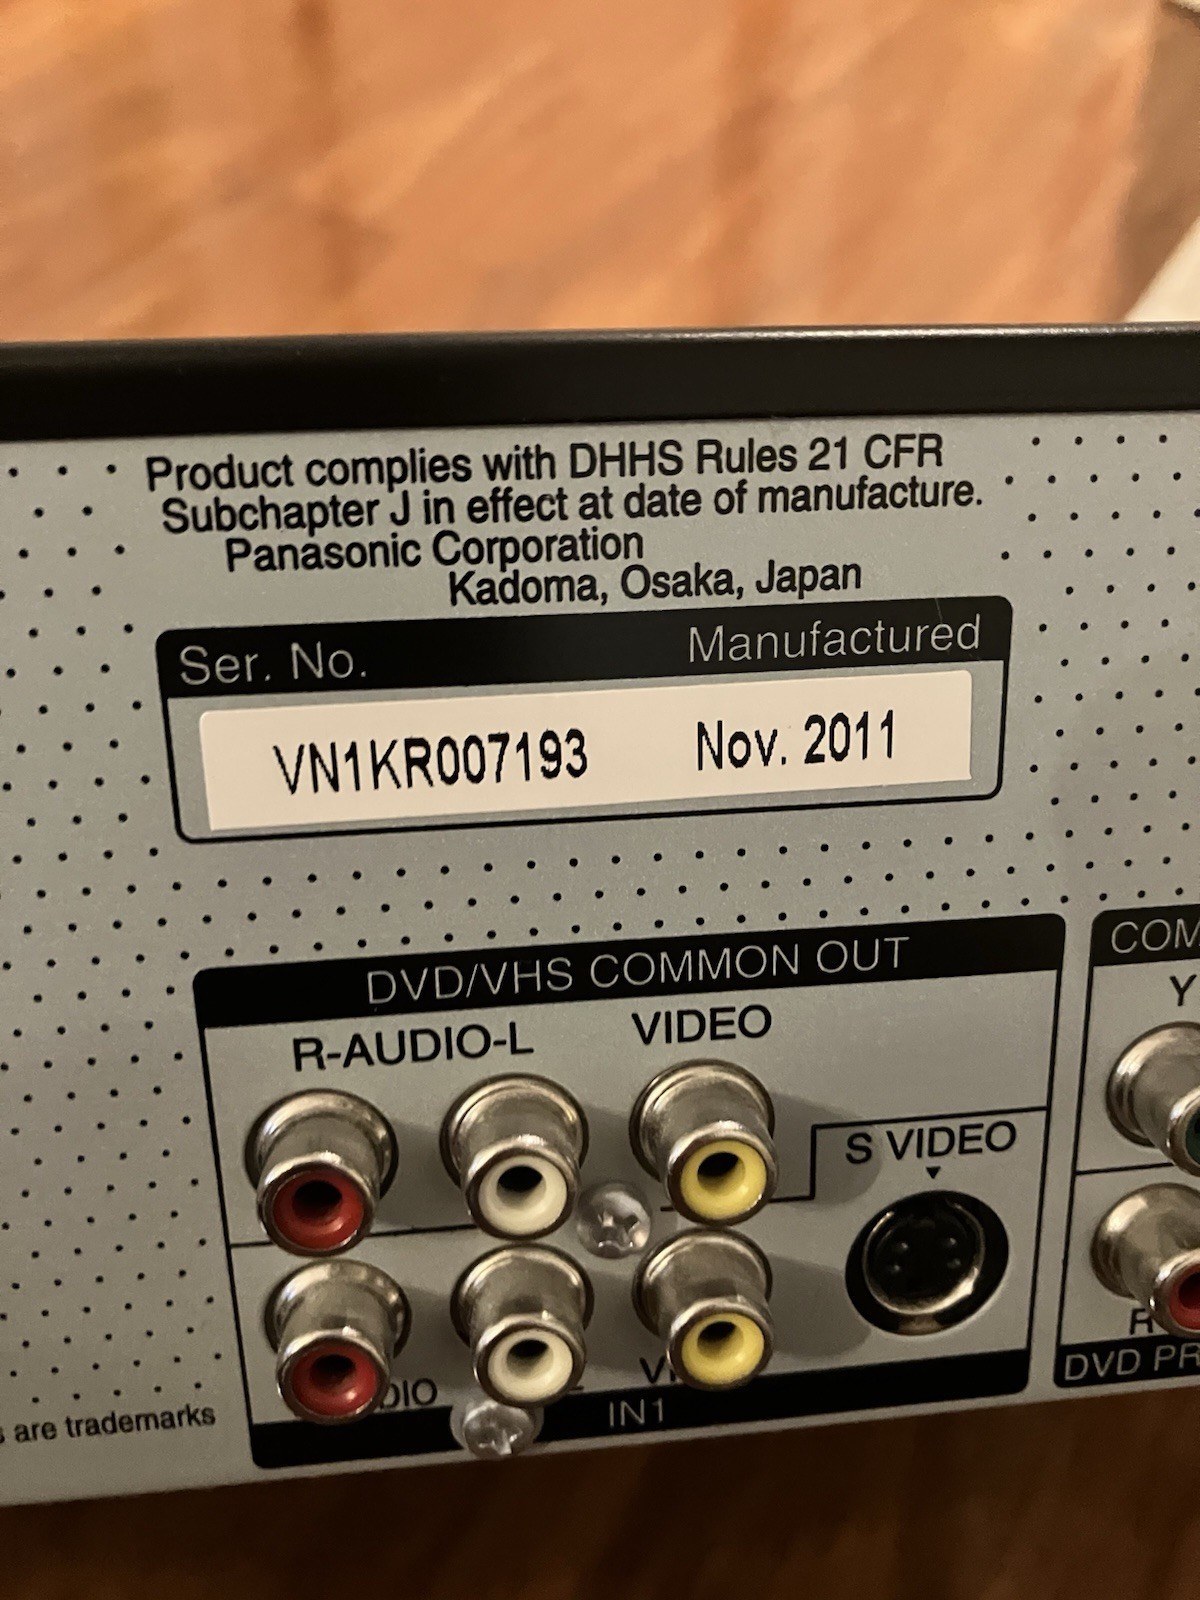 Product complies with DHHS Rules 21 CFR
Subchapter J in effect at date of manufacture.
Panasonic Corporation
Kadoma, Osaka, Japan
Ser. No. Manufactured
VN1KR007193 Nov. 2011
DVD/VHS COMMON OUT
R-AUDIO-L VIDEO
S VIDEO
IN1
Y
are trademarks
DVD